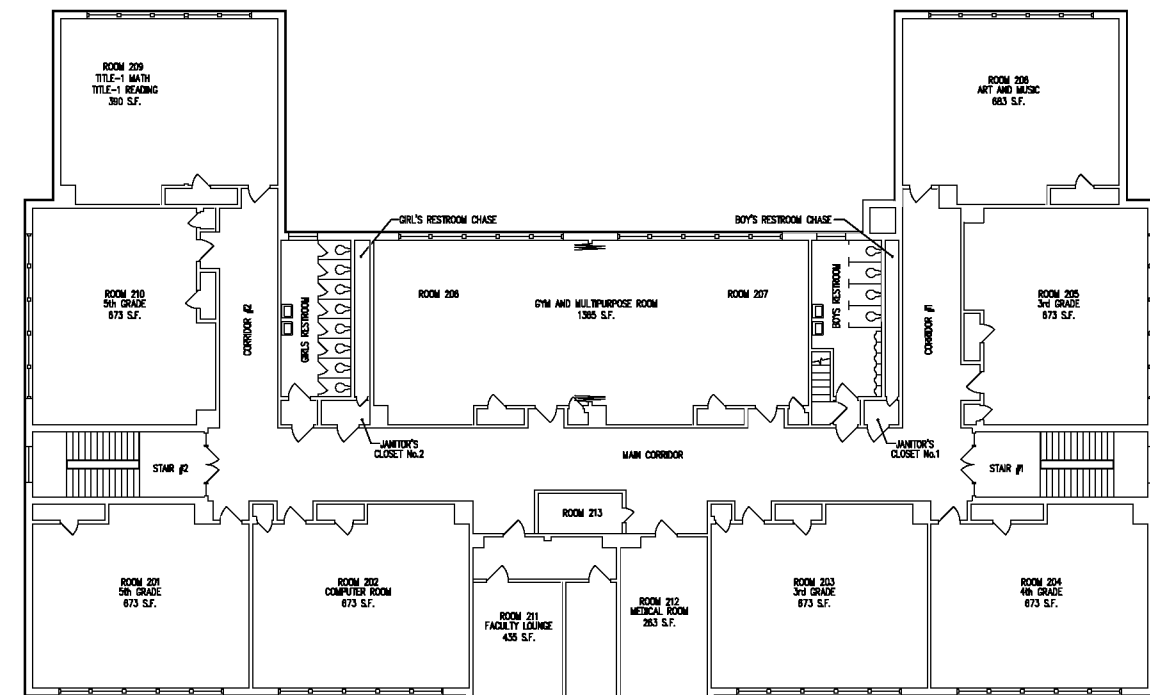 ROOM 209
TITLE-1 MATH
TITLE-1 READING
390 S.F.
ROOM 208
ART AND MUSIC
683 S.F.
GIRL'S RESTROOM CHASE
BOY'S RESTROOM CHASE
ROOM 210
5th GRADE
673 S.F.
CORRIDOR #2
GIRLS RESTROOM
ROOM 206
GYM AND MULTIPURPOSE ROOM
1365 S.F.
ROOM 207
BOYS RESTROOM
CORRIDOR #1
ROOM 205
3rd GRADE
673 S.F.
STAIR #2
JANITOR'S
CLOSET No.2
MAIN CORRIDOR
JANITOR'S
CLOSET No.1
STAIR #1
ROOM 213
ROOM 201
5th GRADE
673 S.F.
ROOM 202
COMPUTER ROOM
673 S.F.
ROOM 211
FACULTY LOUNGE
435 S.F.
ROOM 212
MEDICAL ROOM
263 S.F.
ROOM 203
3rd GRADE
673 S.F.
ROOM 204
4th GRADE
673 S.F.